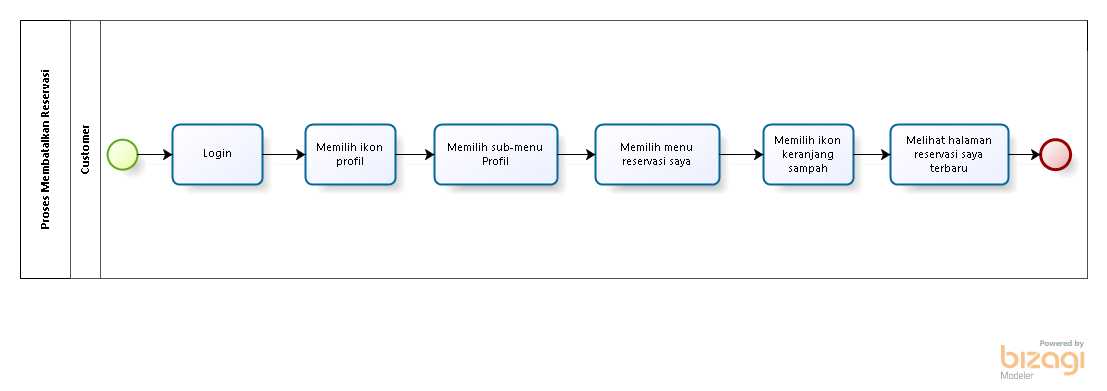 Proses Membatalkan Reservasi
Customer
Login
Memilih ikon
profil
Memilih sub-menu
Profil
Memilih menu
reservasi saya
Memilih ikon
keranjang
sampah
Melihat halaman
reservasi saya
terbaru
Powered by
bizagi
Modeler